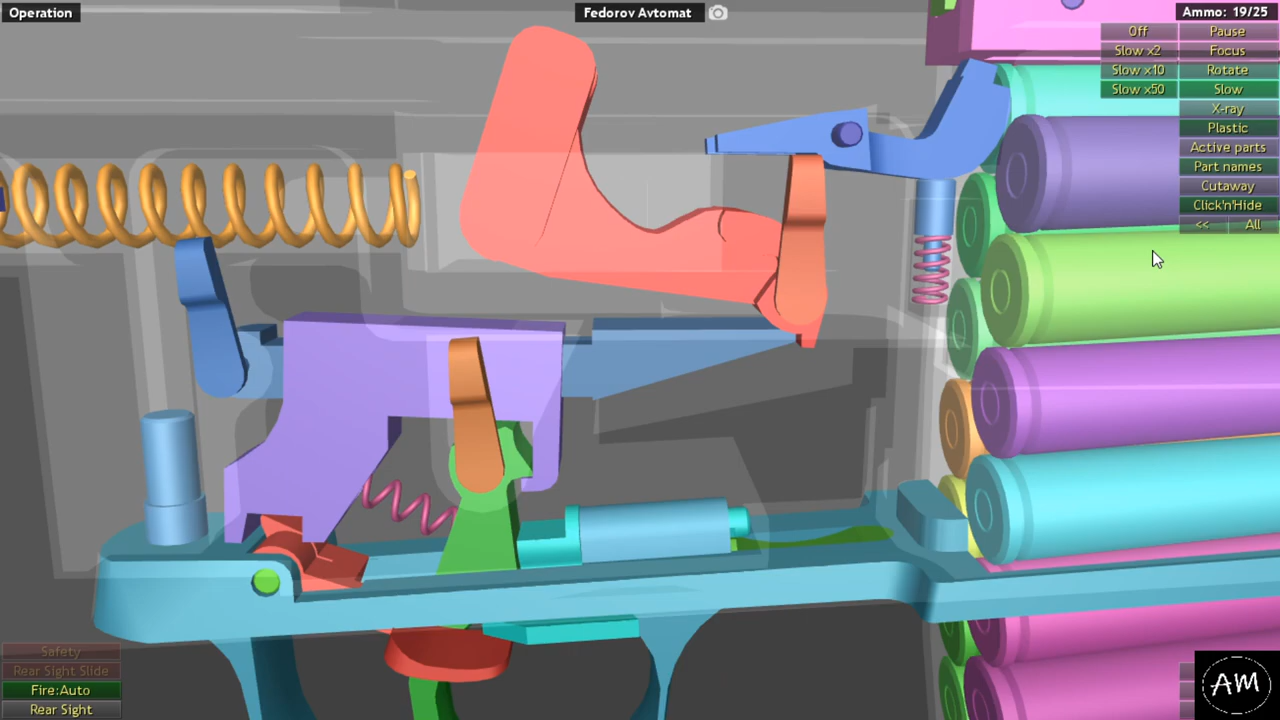 Operation
Fedorov Avtomat
Ammo: 19/25
Off
Pause
Slow x2
Focus
Slow x10
Rotate
Slow x50
Slow
X-ray
Plastic
Active parts
Part names
Cutaway
Click'n'Hide
<<
All
Safety
Rear Sight Slide
Fire:Auto
Rear Sight
AM